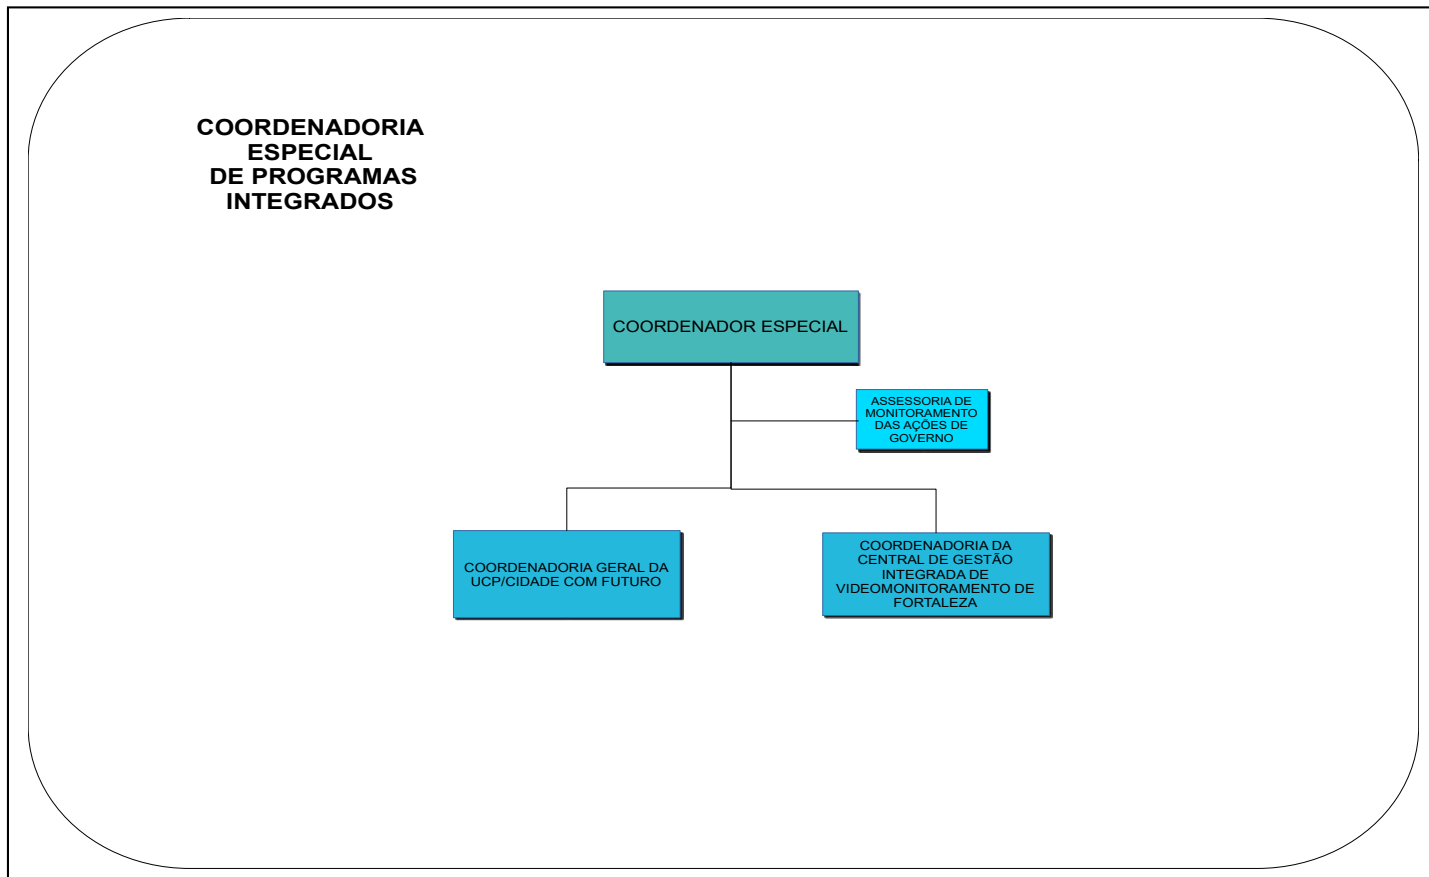 COORDENADORIA
ESPECIAL
DE PROGRAMAS
INTEGRADOS
COORDENADOR ESPECIAL
ASSESSORIA DE
MONITORAMENTO
DAS AÇÕES DE
GOVERNO
COORDENADORIA GERAL DA
UCP/CIDADE COM FUTURO
COORDENADORIA DA
CENTRAL DE GESTÃO
INTEGRADA DE
VIDEOMONITORAMENTO DE
FORTALEZA